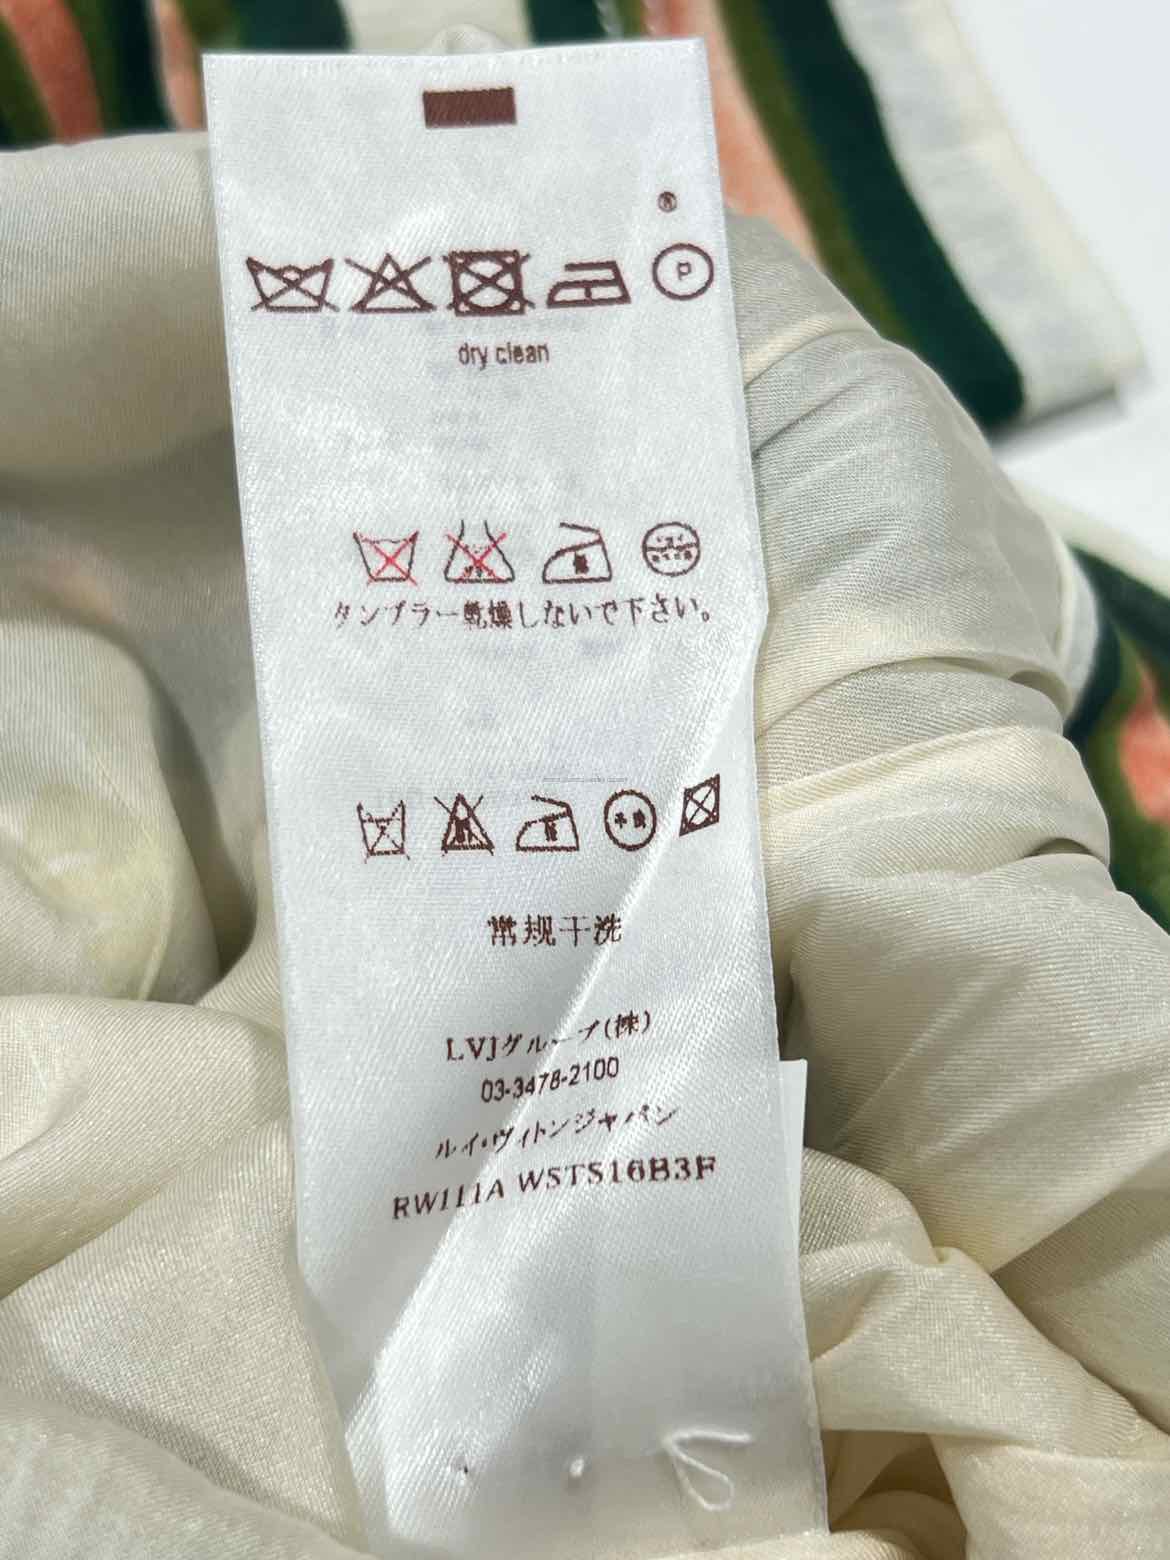 ®
P
dry clean
タンブラー乾燥しないで下さい。
常规干洗
LVJグループ(株)
03-3478-2100
ルイ・ヴィトンジャパン
RW111A WSTS16B3F